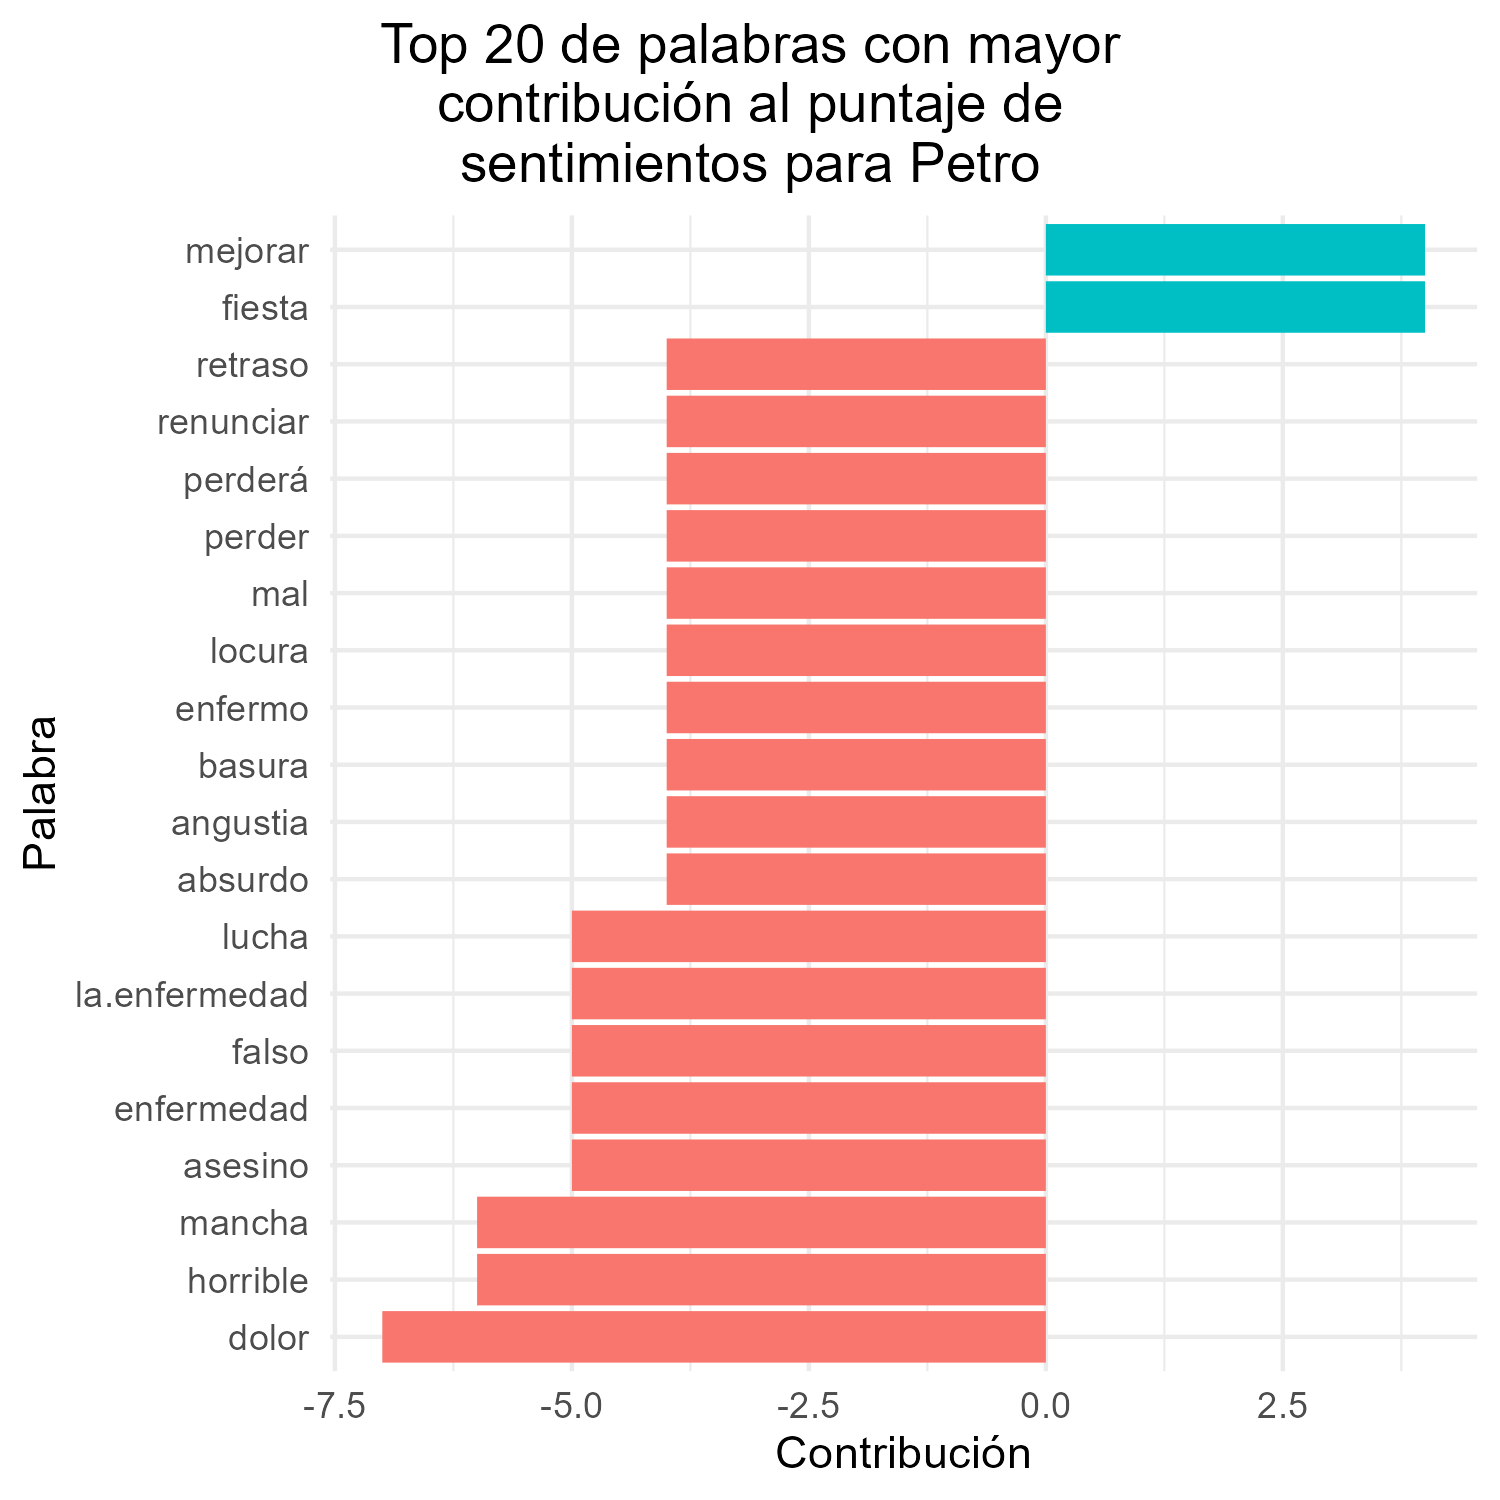 Top 20 de palabras con mayor
contribución al puntaje de
sentimientos para Petro
Palabra
mejorar
fiesta
retraso
renunciar
perderá
perder
mal
locura
enfermo
basura
angustia
absurdo
lucha
la.enfermedad
falso
enfermedad
asesino
mancha
horrible
dolor
-7.5 -5.0 -2.5 0.0 2.5
Contribución